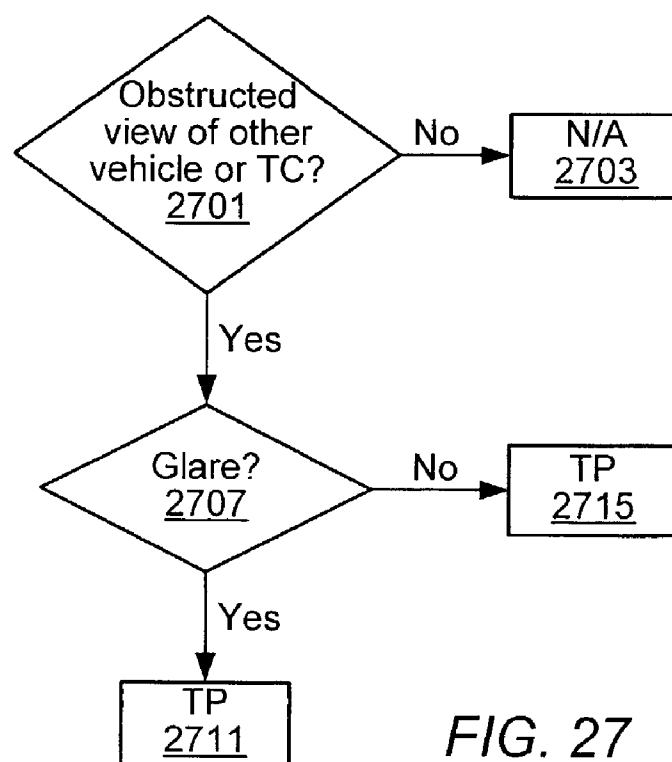 Obstructed
view of other
vehicle or TC?
2701
No
N/A
2703
Yes
Glare?
2707
No
TP
2715
Yes
TP
2711
FIG. 27